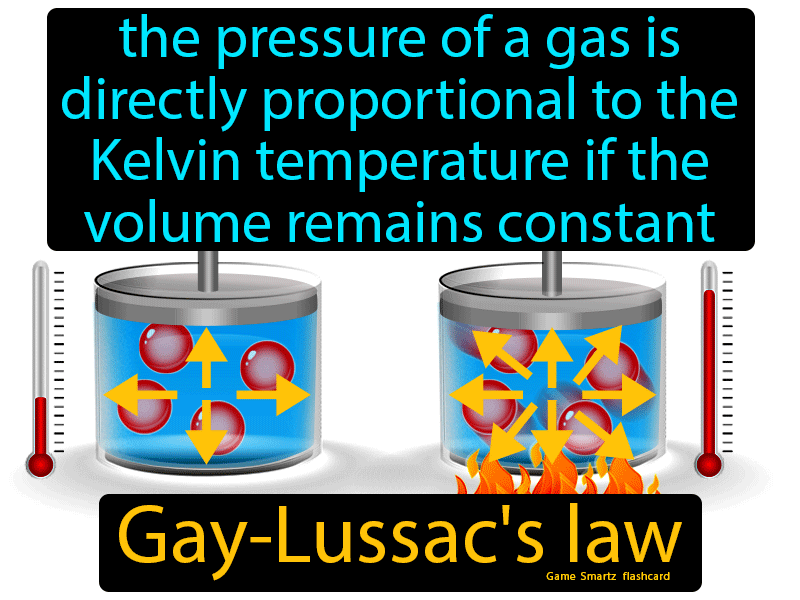 the pressure of a gas is
directly proportional to the
Kelvin temperature if the
volume remains constant
Gay-Lussac's law
Game Smartz flashcard